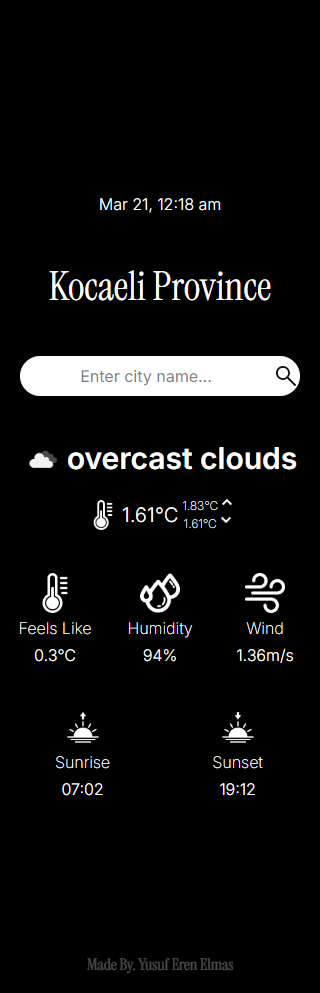 Mar 21, 12:18 am
Kocaeli Province
Enter city name...
overcast clouds
1.61°C 1.83°C
1.61°C
Feels Like Humidity Wind
0.3°C 94% 1.36m/s
Sunrise Sunset
07:02 19:12
Made By. Yusuf Eren Elmas